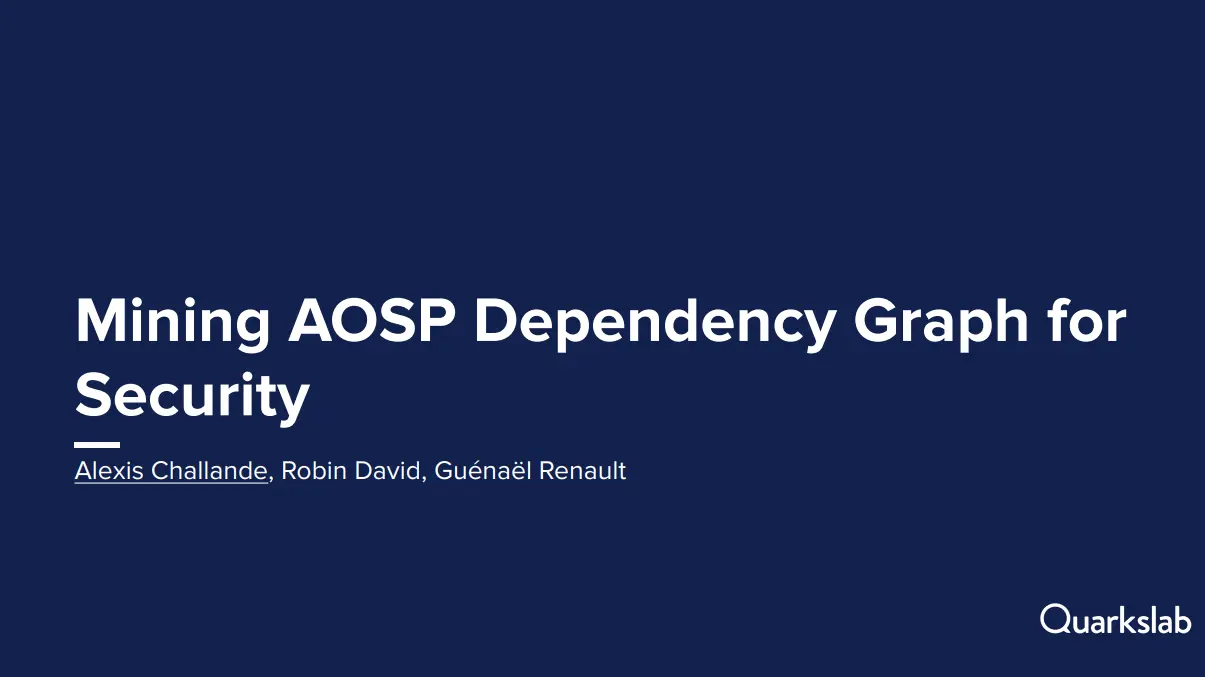 Mining AOSP Dependency Graph for
Security
Alexis Challande, Robin David, Guénaël Renault
Quarkslab